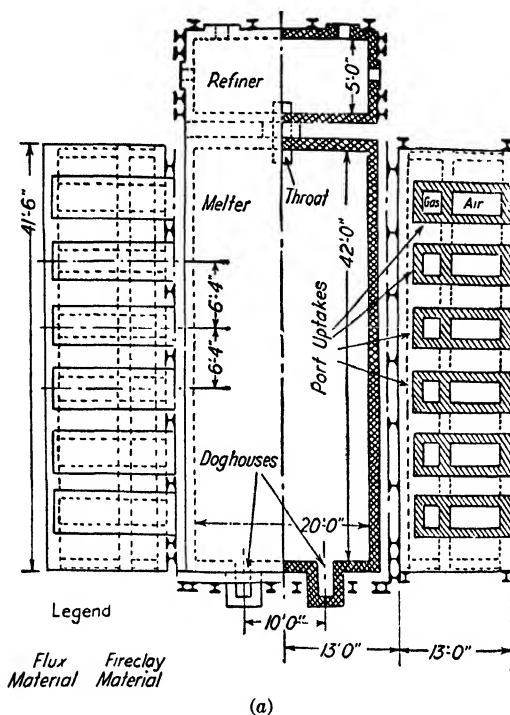 Refiner
5'-0"
Throat
Melter
41'-6"
42'-0"
6'-4"
6'-4"
Gas Air
Port Uptakes
Doghouses
20'-0"
10'0"
13'0"
13'-0"
Legend
Flux Fireclay
Material Material
(a)